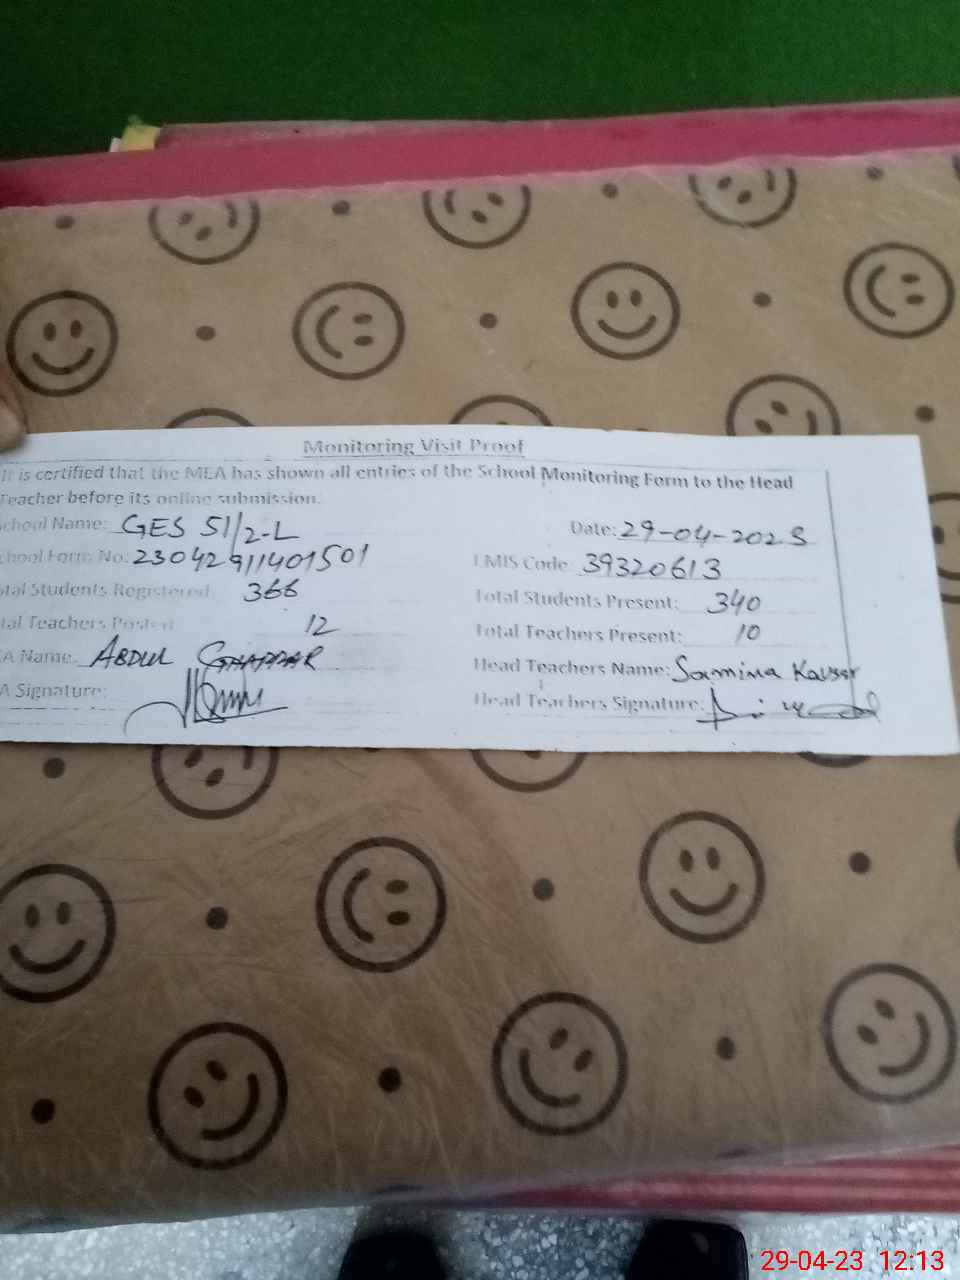 Monitoring Visit Proof
It is certified that the MEA has shown all entries of the School Monitoring Form to the Head
Teacher before its online submission.
chool Name: GES 51/2-L Date: 29-04-2023
chool Form No: 23042911401501 EMIS Code 39320613
tal Students Registered 366 Total Students Present: 340
tal Teachers Posted 12 Total Teachers Present: 10
A Name: ABDUL GHAFFAR Head Teachers Name: Samina Kausar
A Signature: Head Teachers Signature:
29-04-23 12:13